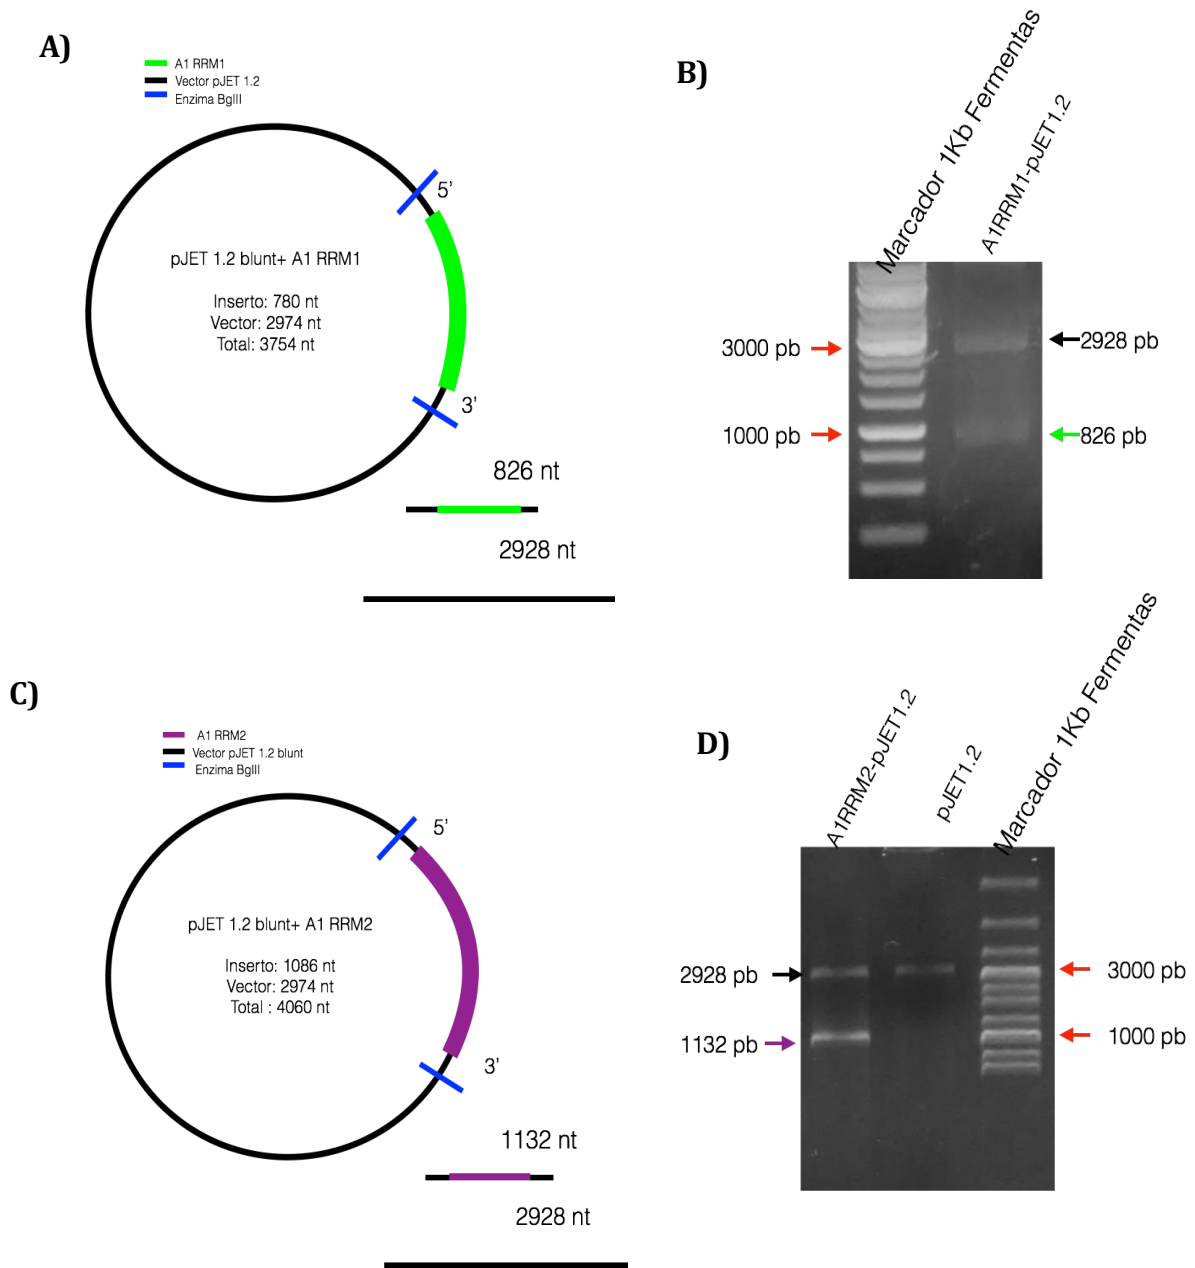 A)
A1 RRM1
Vector pJET 1.2
Enzima BglII
5'
pJET 1.2 blunt+ A1 RRM1
Inserto: 780 nt
Vector: 2974 nt
Total: 3754 nt
3'
826 nt
2928 nt
B)
Marcador 1Kb Fermentas
A1RRM1-pJET1.2
3000 pb
2928 pb
1000 pb
826 pb
C)
A1 RRM2
Vector pJET 1.2 blunt
Enzima BglII
5'
pJET 1.2 blunt+ A1 RRM2
Inserto: 1086 nt
Vector: 2974 nt
Total : 4060 nt
3'
1132 nt
2928 nt
D)
A1RRM2-pJET1.2
pJET1.2
Marcador 1Kb Fermentas
2928 pb
3000 pb
1132 pb
1000 pb